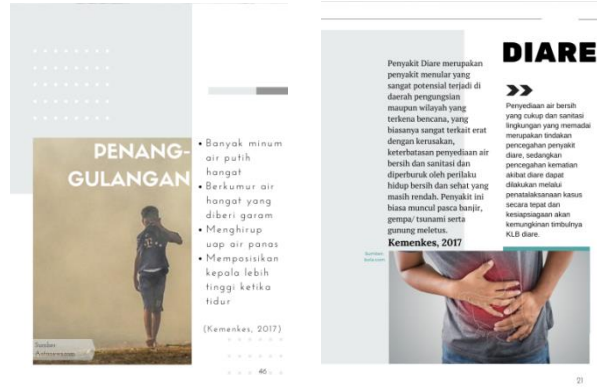 PENANG-
GULANGAN
• Banyak minum
air putih
hangat
• Berkumur air
hangat yang
diberi garam
• Menghirup
uap air panas
• Memposisikan
kepala lebih
tinggi ketika
tidur
(Kemenkes, 2017)
Sumber:
46
DIARE
Penyakit Diare merupakan
penyakit menular yang
sangat potensial terjadi di
daerah pengungsian
maupun wilayah yang
terkena bencana, yang
biasanya sangat terkait erat
dengan kerusakan,
keterbatasan penyediaan air
bersih dan sanitasi dan
diperburuk oleh perilaku
hidup bersih dan sehat yang
masih rendah. Penyakit ini
biasa muncul pasca banjir,
gempa/ tsunami serta
gunung meletus.
Kemenkes, 2017
Penyediaan air bersih
yang cukup dan sanitasi
lingkungan yang memadai
merupakan tindakan
pencegahan penyakit
diare, sedangkan
pencegahan kematian
akibat diare dapat
dilakukan melalui
penatalaksanaan kasus
secara tepat dan
kesiapsiagaan akan
kemungkinan timbulnya
KLB diare.
Sumber:
21